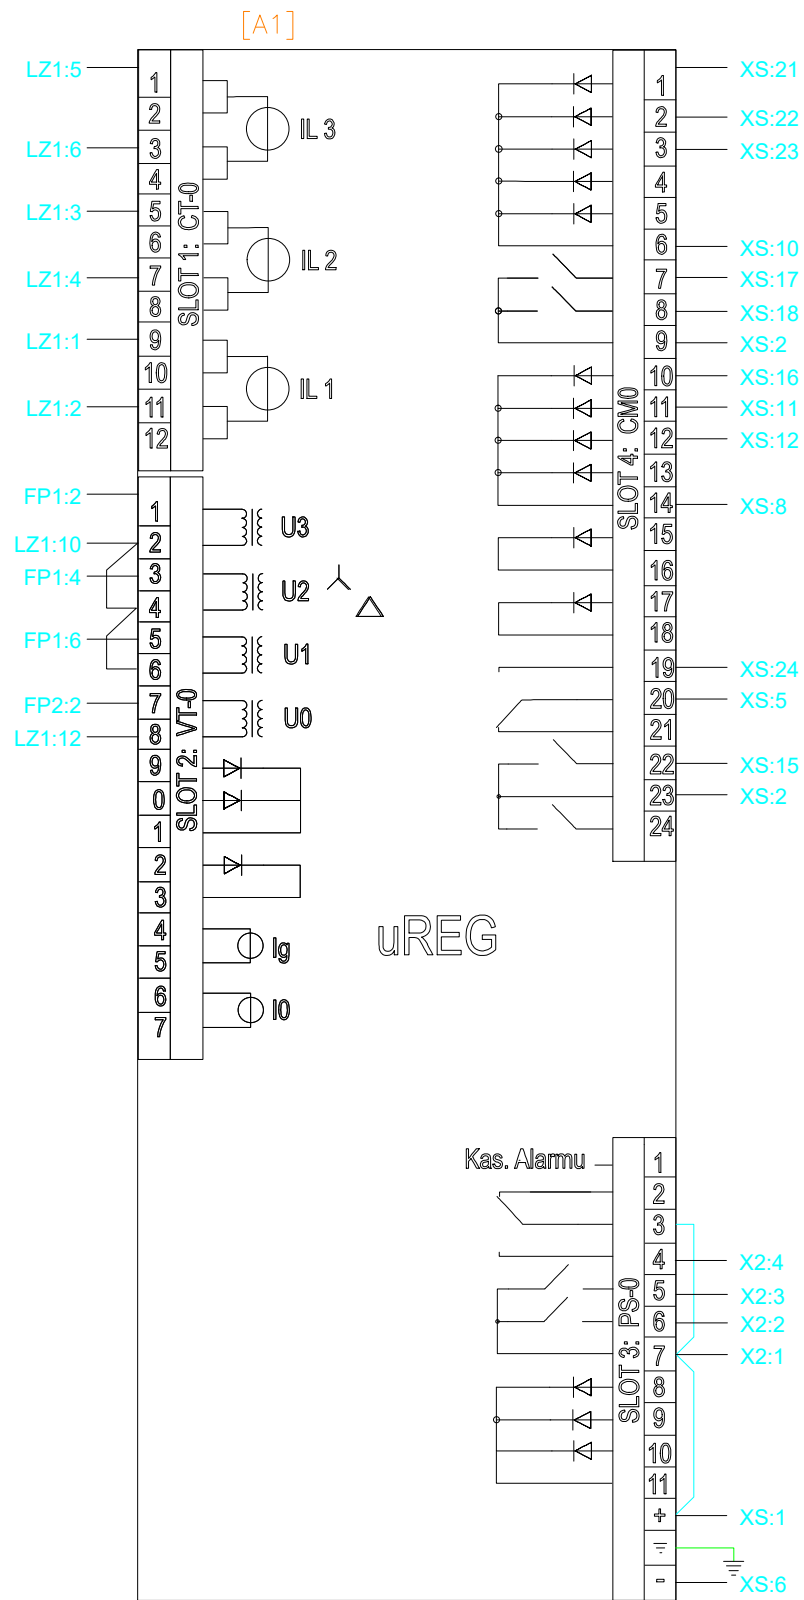 [A1]
LZ1:5
LZ1:6
LZ1:3
LZ1:4
LZ1:1
LZ1:2
1
2
3
4
5
6
7
8
9
10
11
12
SLOT 1: CT-0
IL 3
IL 2
IL 1
FP1:2
LZ1:10
FP1:4
FP1:6
FP2:2
LZ1:12
1
2
3
4
5
6
7
8
9
0
1
2
3
4
5
6
7
SLOT 2: VT-0
U3
U2
U1
U0
Ig
I0
uREG
SLOT 4: CM0
1
2
3
4
5
6
7
8
9
10
11
12
13
14
15
16
17
18
19
20
21
22
23
24
XS:21
XS:22
XS:23
XS:10
XS:17
XS:18
XS:2
XS:16
XS:11
XS:12
XS:8
XS:24
XS:5
XS:15
XS:2
Kas. Alarmu
SLOT 3: PS-0
1
2
3
4
5
6
7
8
9
10
11
+
-
X2:4
X2:3
X2:2
X2:1
XS:1
XS:6